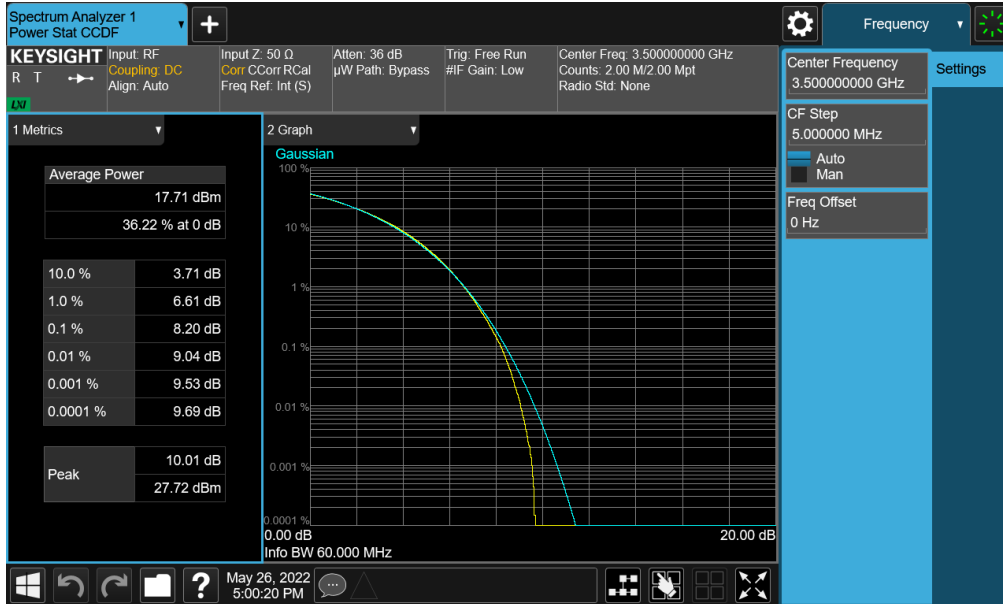 Spectrum Analyzer 1
Power Stat CCDF
Frequency
KEYSIGHT
R T
LXI
Input: RF
Coupling: DC
Align: Auto
Input Z: 50 Ω
Corr CCorr RCal
Freq Ref: Int (S)
Atten: 36 dB
µW Path: Bypass
Trig: Free Run
#IF Gain: Low
Center Freq: 3.500000000 GHz
Counts: 2.00 M/2.00 Mpt
Radio Std: None
Center Frequency
3.500000000 GHz
Settings
CF Step
5.000000 MHz
Auto
Man
Freq Offset
0 Hz
1 Metrics
Average Power
17.71 dBm
36.22 % at 0 dB
10.0 % 3.71 dB
1.0 % 6.61 dB
0.1 % 8.20 dB
0.01 % 9.04 dB
0.001 % 9.53 dB
0.0001 % 9.69 dB
Peak
10.01 dB
27.72 dBm
2 Graph
Gaussian
100 %
10 %
1 %
0.1 %
0.01 %
0.001 %
0.0001 %
0.00 dB 20.00 dB
Info BW 60.000 MHz
?
May 26, 2022
5:00:20 PM